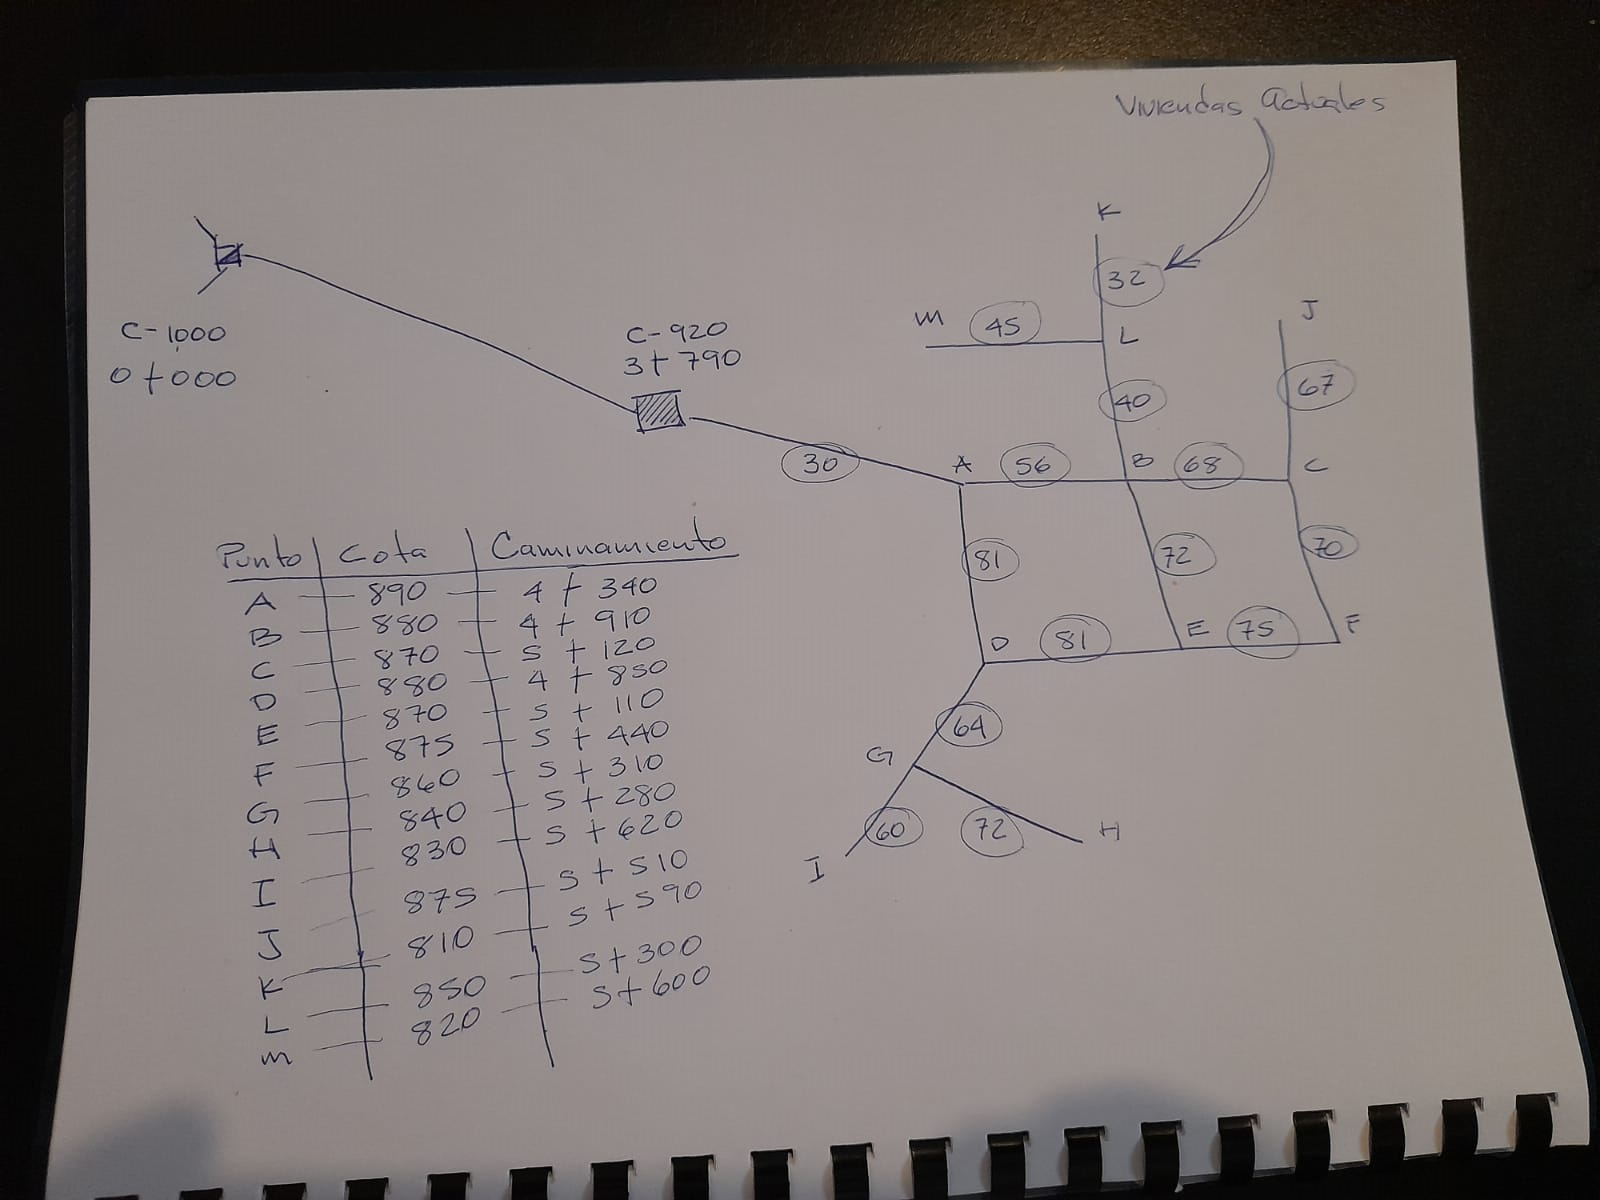 Viviendas Actuales
K
32
J
m
45
L
C-1000
0+000
C-920
3+790
40
67
30
A
56
B
68
C
81
72
70
D
81
E
75
F
64
G
60
72
H
I
Punto Cota Caminamiento
A 890 4+340
B 880 4+910
C 870 5+120
D 880 4+850
E 870 5+110
F 875 5+440
G 860 5+310
H 840 5+280
I 830 5+620
J 875 5+510
K 810 5+590
L 850 5+300
m 820 5+600